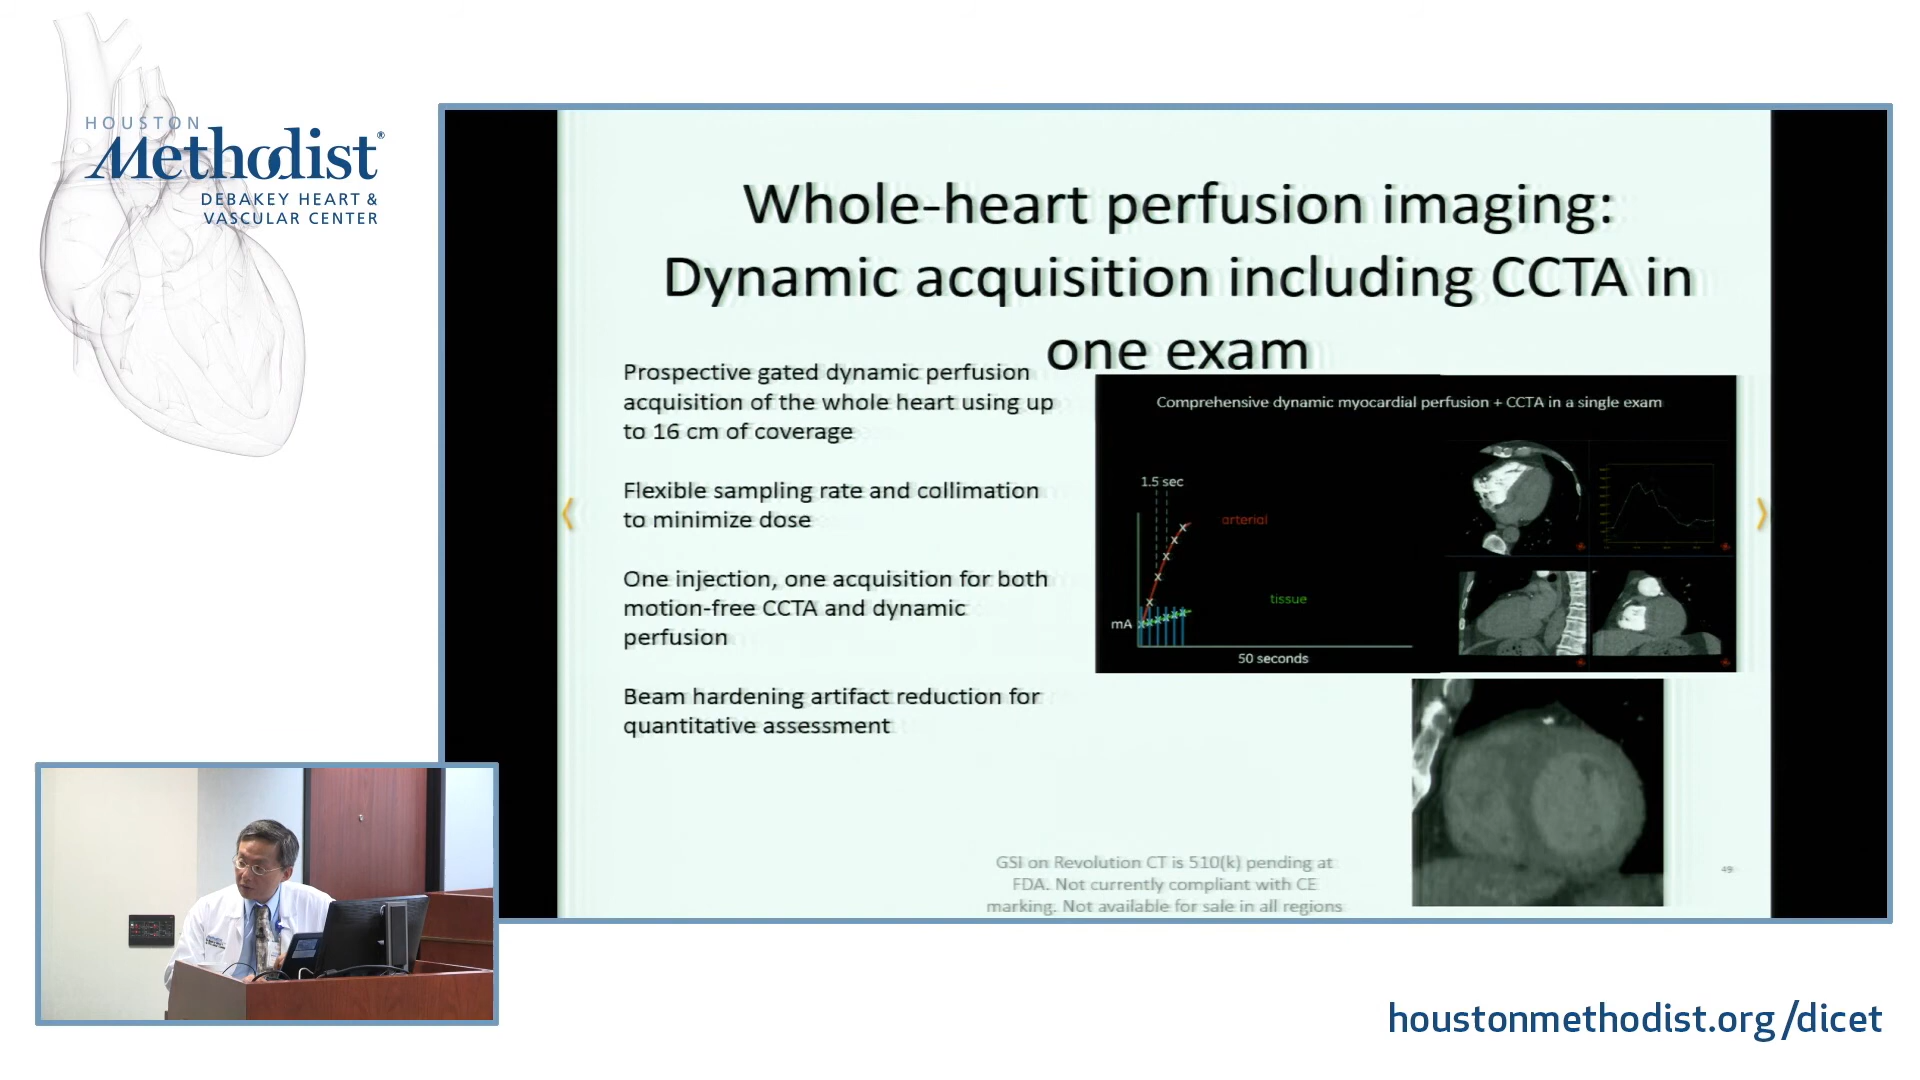 HOUSTON
Methodist®
DEBAKEY HEART &
VASCULAR CENTER
Whole-heart perfusion imaging:
Dynamic acquisition including CCTA in
one exam
Prospective gated dynamic perfusion
acquisition of the whole heart using up
to 16 cm of coverage
Flexible sampling rate and collimation
to minimize dose
One injection, one acquisition for both
motion-free CCTA and dynamic
perfusion
Beam hardening artifact reduction for
quantitative assessment
Comprehensive dynamic myocardial perfusion + CCTA in a single exam
1.5 sec
arterial
tissue
mA
50 seconds
GSI on Revolution CT is 510(k) pending at
FDA. Not currently compliant with CE
marking. Not available for sale in all regions
49
houstonmethodist.org/dicet